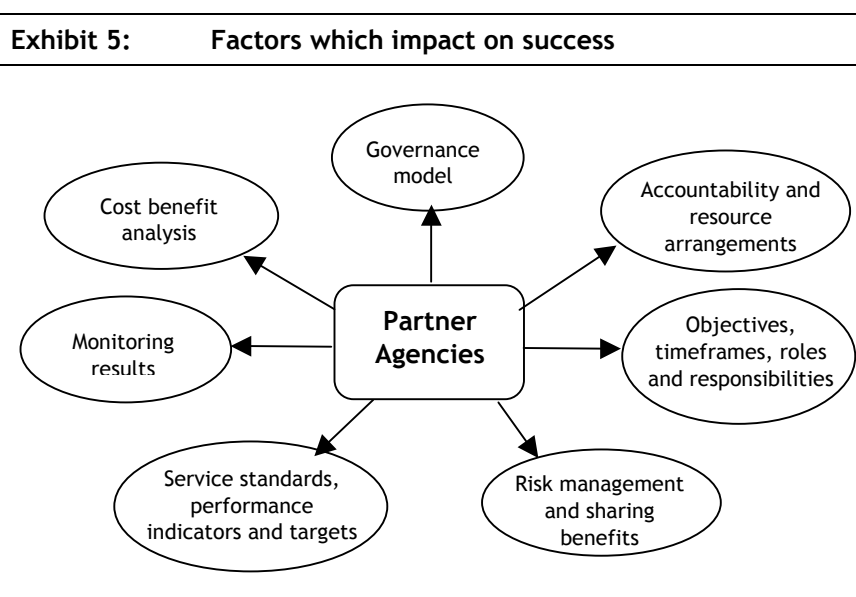 Exhibit 5: Factors which impact on success
Governance
model
Cost benefit
analysis
Accountability and
resource
arrangements
Partner
Agencies
Monitoring
results
Objectives,
timeframes, roles
and responsibilities
Service standards,
performance
indicators and targets
Risk management
and sharing
benefits